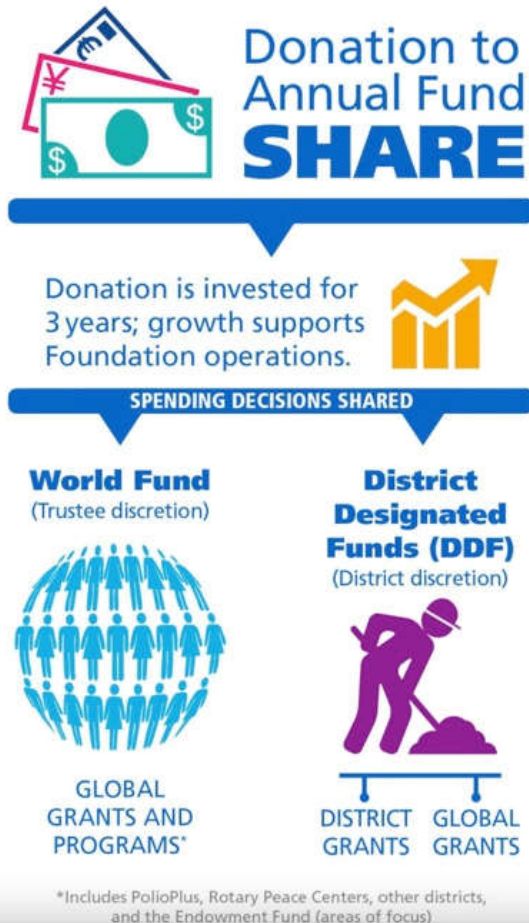 €
¥
$
$
Donation to
Annual Fund
SHARE
Donation is invested for
3 years; growth supports
Foundation operations.
SPENDING DECISIONS SHARED
World Fund
(Trustee discretion)
District
Designated
Funds (DDF)
(District discretion)
GLOBAL
GRANTS AND
PROGRAMS*
DISTRICT GRANTS
GLOBAL GRANTS
*Includes PolioPlus, Rotary Peace Centers, other districts,
and the Endowment Fund (areas of focus)